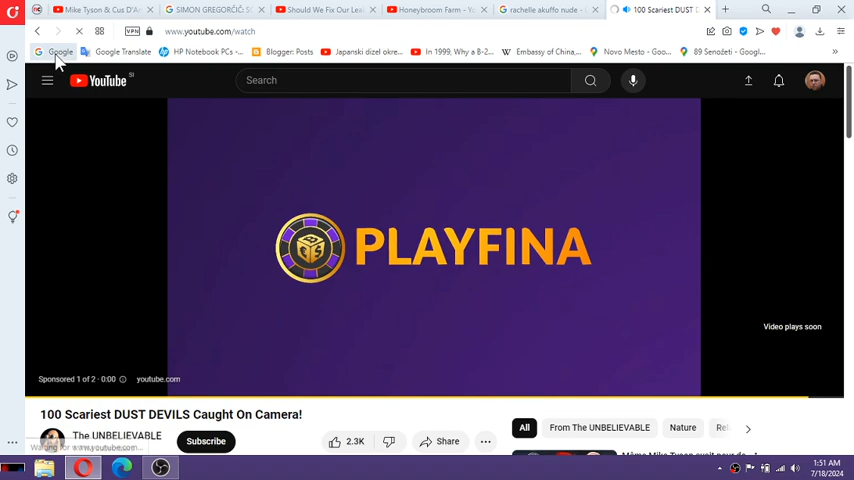 Mike Tyson & Cus D'A
SIMON GREGORČIČ: S
Should We Fix Our Lea
Honeybroom Farm - Yo
rachelle akuffo nude -
100 Scariest DUST D
88
VPN
www.youtube.com/watch
Google
Google Translate
HP Notebook PCs -...
Blogger: Posts
Japanski dizel okre...
In 1999, Why a B-2...
Embassy of China,...
Novo Mesto - Goo...
89 Senožeti - Googl...
»
YouTube SI
Search
PLAYFINA
Video plays soon
Sponsored 1 of 2 · 0:00
youtube.com
100 Scariest DUST DEVILS Caught On Camera!
The UNBELIEVABLE
Subscribe
2.3K
Share
All
From The UNBELIEVABLE
Nature
Rel
Waiting for www.youtube.com...
1:51 AM
7/18/2024